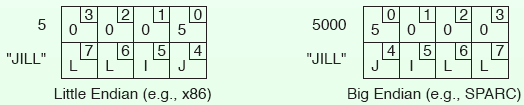 5 3 2 1 0 5000 0 1 2 3
0 0 0 5 5 0 0 0
"JILL" 7 6 5 4 "JILL" 4 5 6 7
L L I J J I L L
Little Endian (e.g., x86) Big Endian (e.g., SPARC)